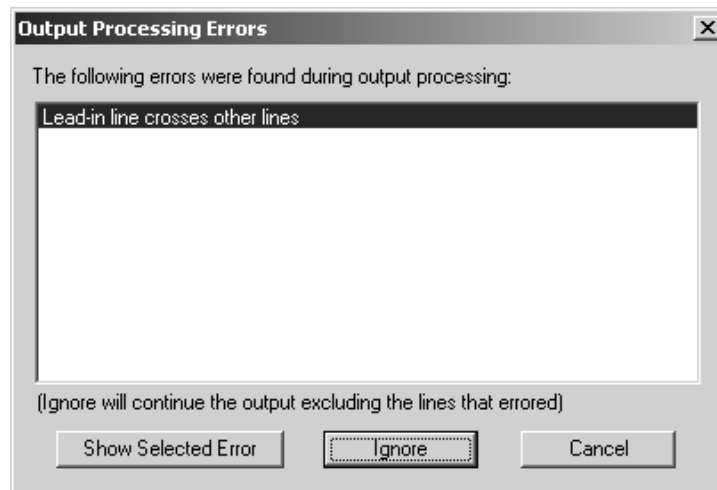 Output Processing Errors
The following errors were found during output processing:
Lead-in line crosses other lines
(Ignore will continue the output excluding the lines that errored)
Show Selected Error
Ignore
Cancel